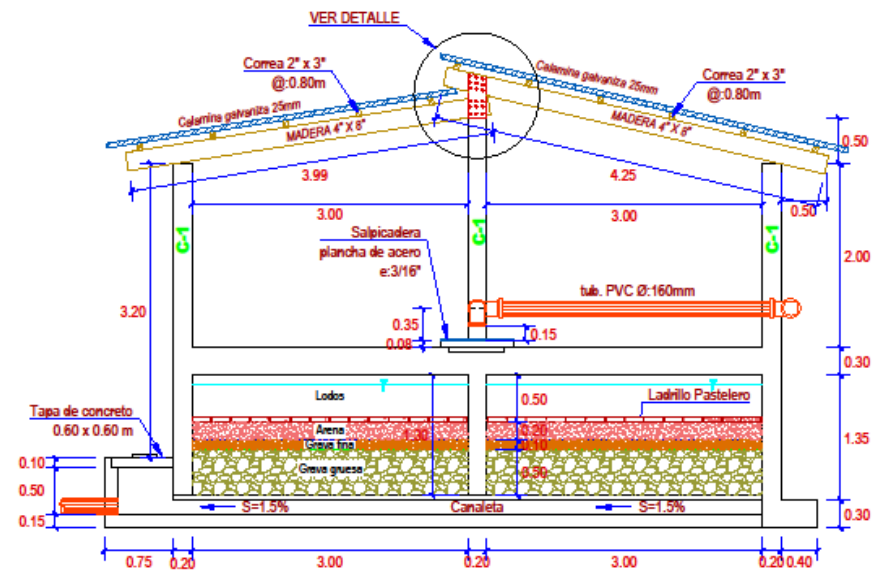 VER DETALLE
Correa 2" x 3"
@:0.80m
Calamina galvaniza 25mm
MADERA 4" X 6"
Calamina galvaniza 25mm
MADERA 4" X 6"
Correa 2" x 3"
@:0.80m
0.50
3.99
4.25
0.50
3.00
3.00
C-1
C-1
Salpicadera
plancha de acero
e:3/16"
2.00
tub. PVC Ø:160mm
3.20
0.35
0.15
0.08
0.30
Lodos
0.50
Ladrillo Pastelero
Tapa de concreto
0.60 x 0.60 m
Arena
1.30
0.20
Grava fina
0.10
1.35
Grava gruesa
0.50
0.10
0.50
S=1.5%
Canaleta
S=1.5%
0.30
0.15
0.75
0.20
3.00
0.20
3.00
0.20
0.40